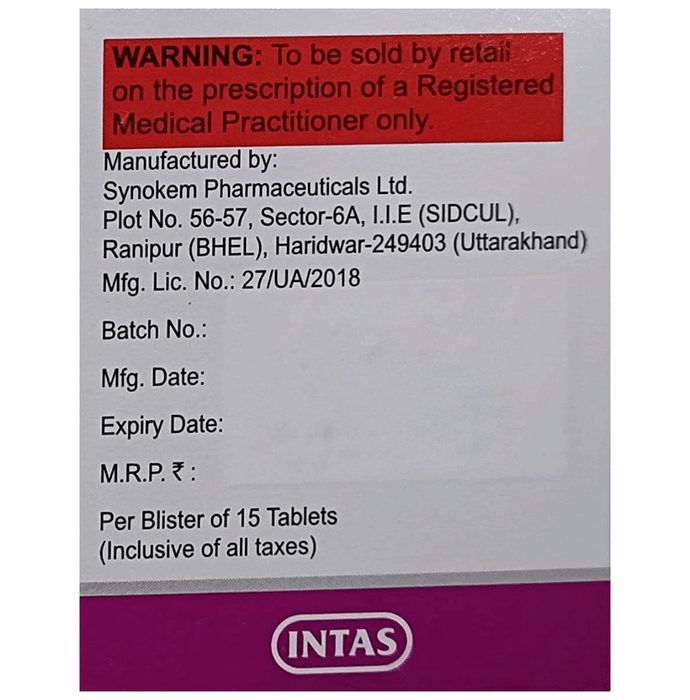 WARNING: To be sold by retail
on the prescription of a Registered
Medical Practitioner only.
Manufactured by:
Synokem Pharmaceuticals Ltd.
Plot No. 56-57, Sector-6A, I.I.E (SIDCUL),
Ranipur (BHEL), Haridwar-249403 (Uttarakhand)
Mfg. Lic. No.: 27/UA/2018
Batch No.:
Mfg. Date:
Expiry Date:
M.R.P. ₹ :
Per Blister of 15 Tablets
(Inclusive of all taxes)
INTAS